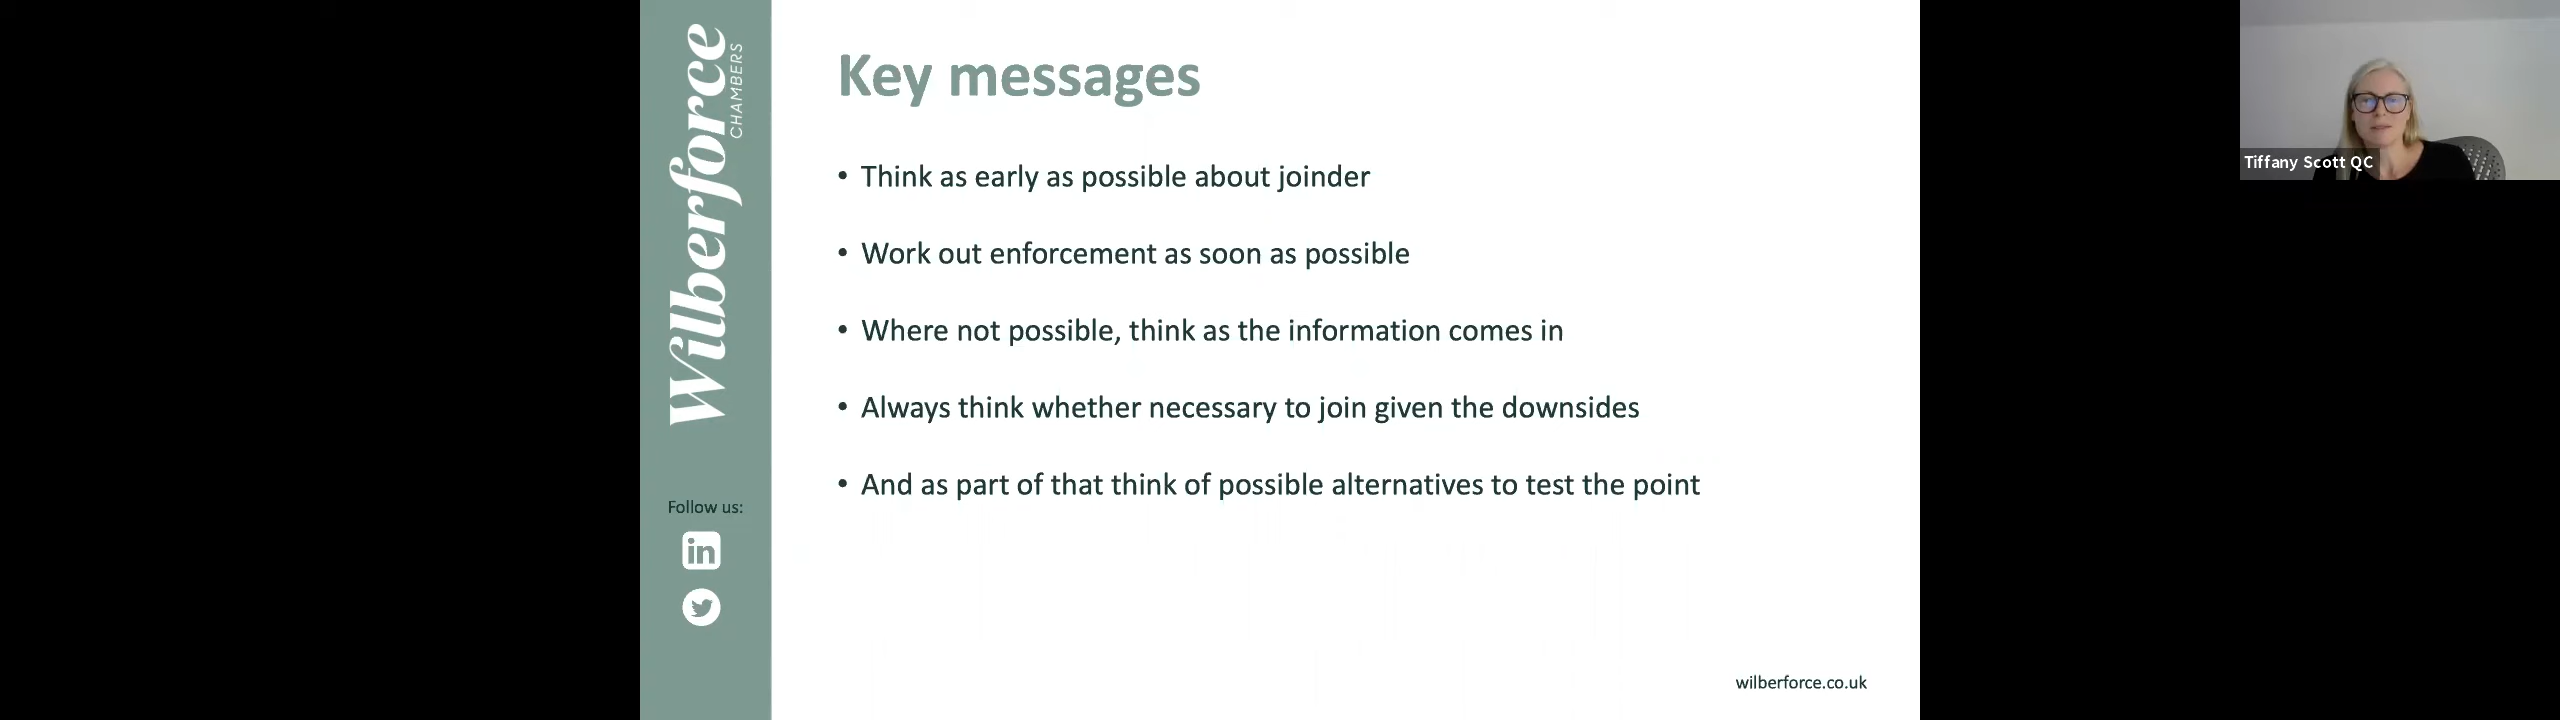 Wilberforce
CHAMBERS
Follow us:
in
Key messages
• Think as early as possible about joinder
• Work out enforcement as soon as possible
• Where not possible, think as the information comes in
• Always think whether necessary to join given the downsides
• And as part of that think of possible alternatives to test the point
wilberforce.co.uk
Tiffany Scott QC